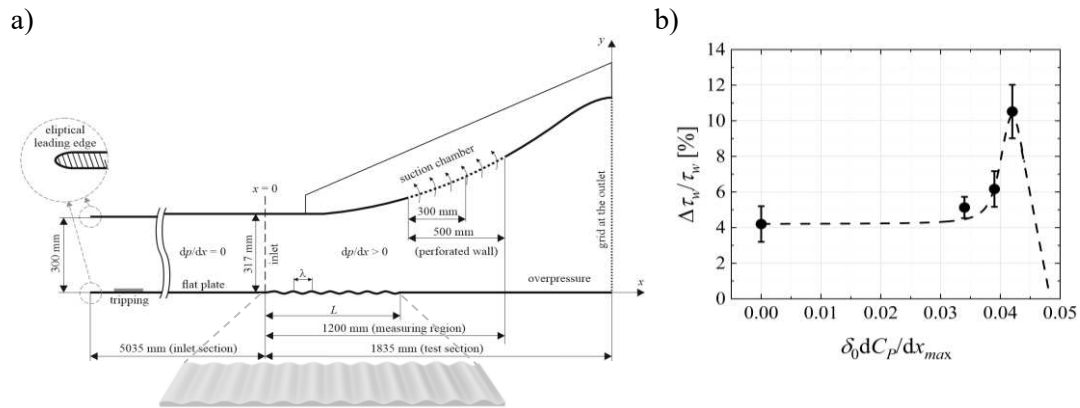 a)
eliptical
leading edge
300 mm
tripping
flat plate
dp/dx = 0
x = 0
317 mm
inlet
λ
L
dp/dx > 0
suction chamber
300 mm
500 mm
(perforated wall)
grid at the outlet
overpressure
y
x
1200 mm (measuring region)
5035 mm (inlet section)
1835 mm (test section)
b)
Δτw/τw [%]
14
12
10
8
6
4
2
0
0.00 0.01 0.02 0.03 0.04 0.05
δ0dCP/dxmax